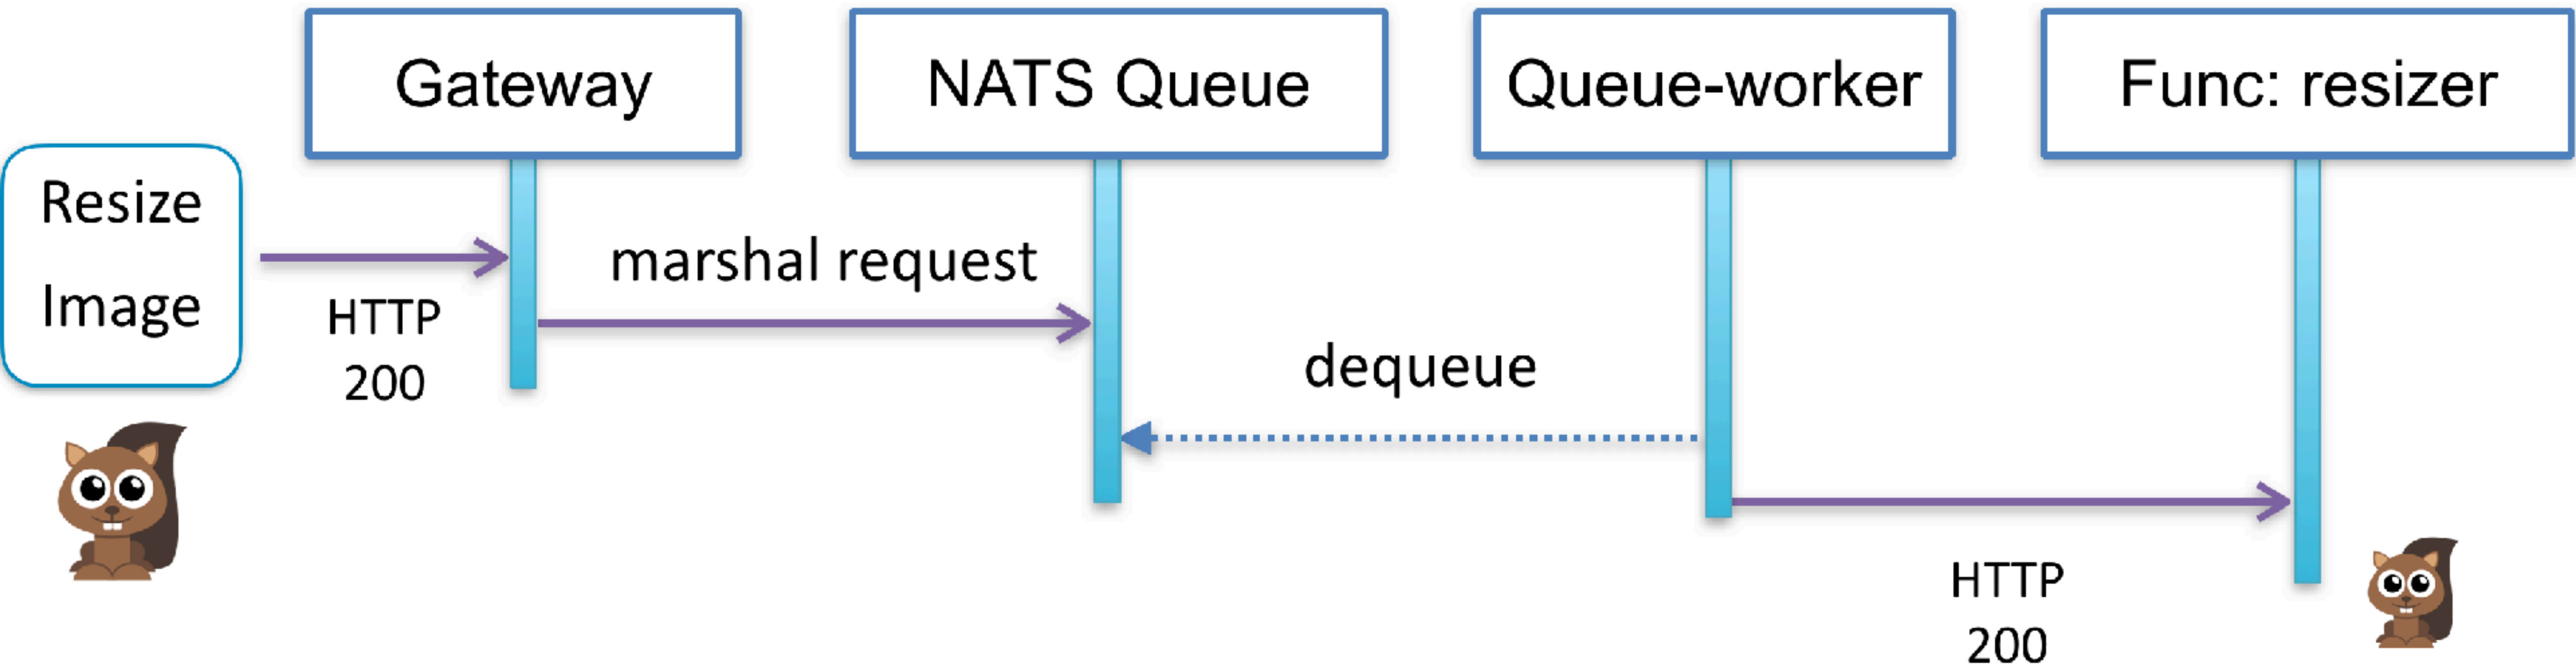 Gateway
NATS Queue
Queue-worker
Func: resizer
Resize
Image
HTTP
200
marshal request
dequeue
HTTP
200